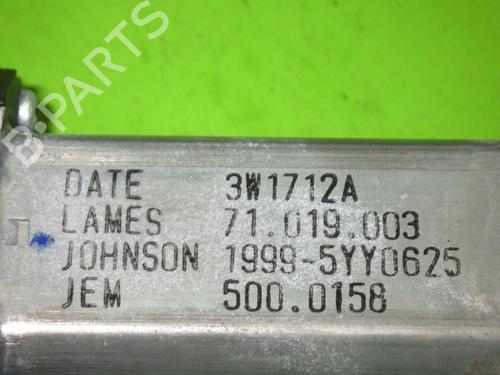 B-PARTS
DATE 3W1712A
LAMES 71.019.003
JOHNSON 1999-5YY0625
JEM 500.0158